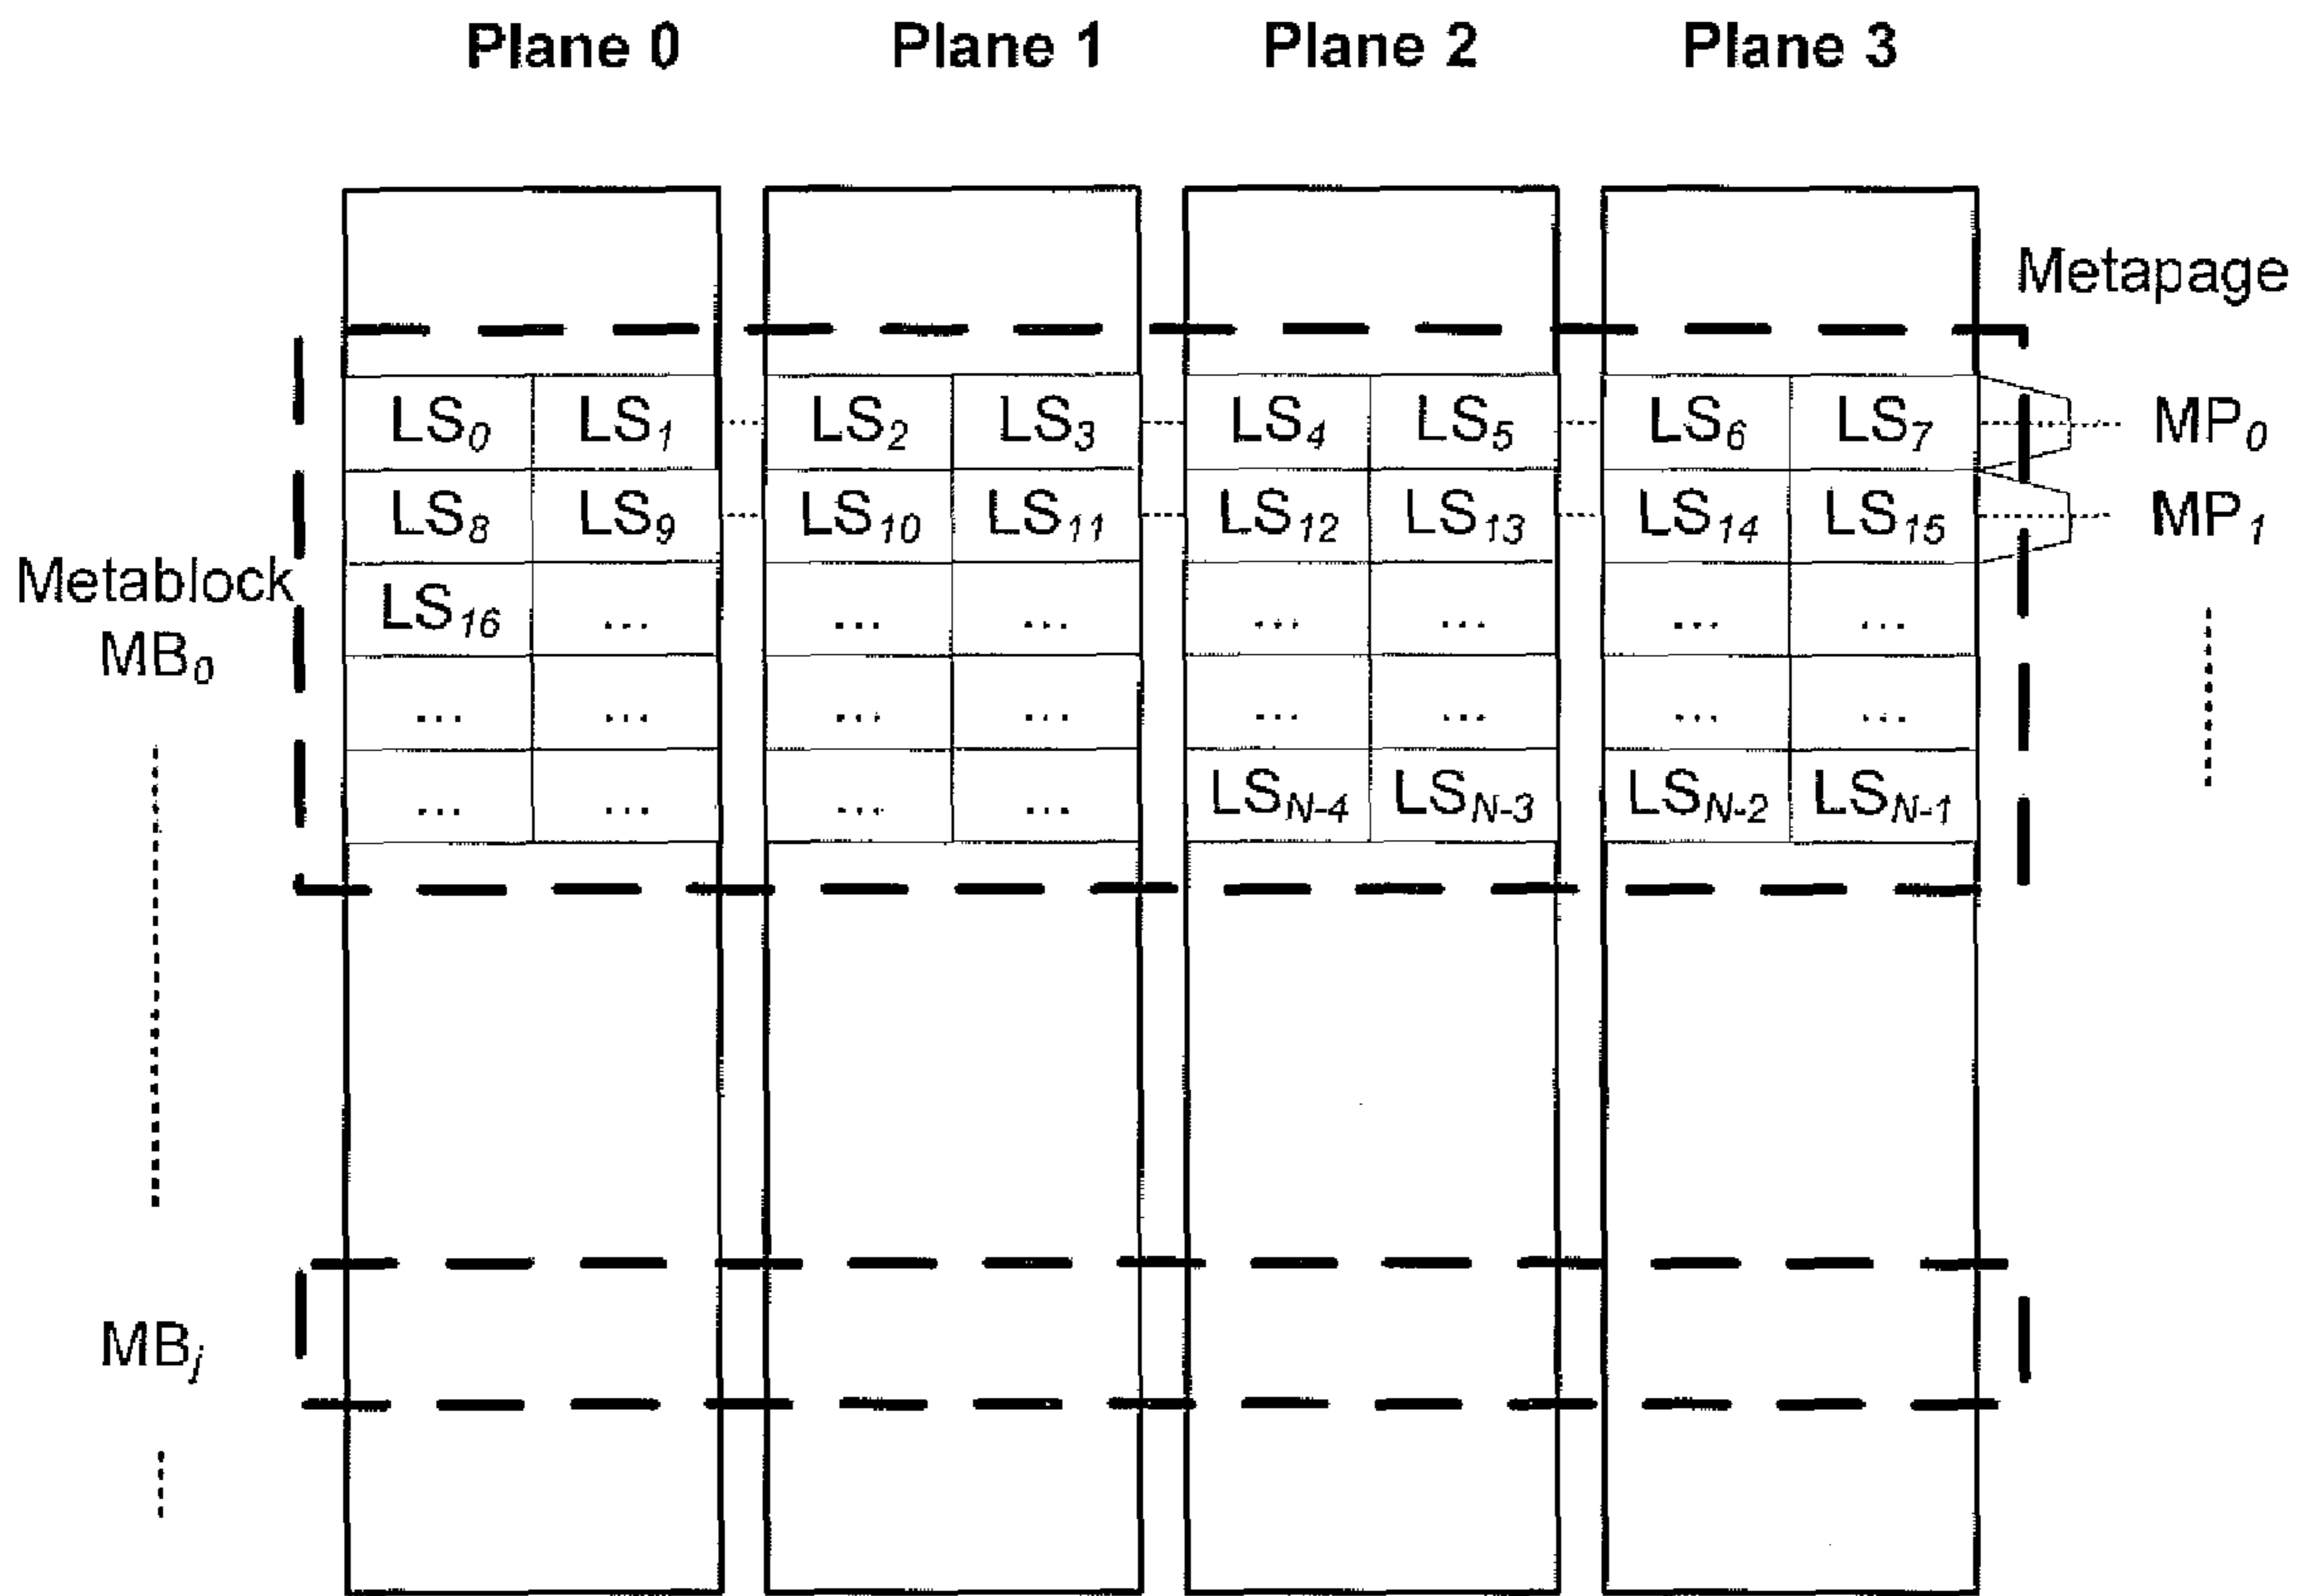 Plane 0 Plane 1 Plane 2 Plane 3
Metapage
LS0 LS1 LS2 LS3 LS4 LS5 LS6 LS7 MP0
LS8 LS9 LS10 LS11 LS12 LS13 LS14 LS15 MP1
Metablock
MB0
LS16 ... ... ... ... ... ... ...
... ... ... ... ... ... ... ...
... ... ... ... LSN-4 LSN-3 LSN-2 LSN-1
MBj